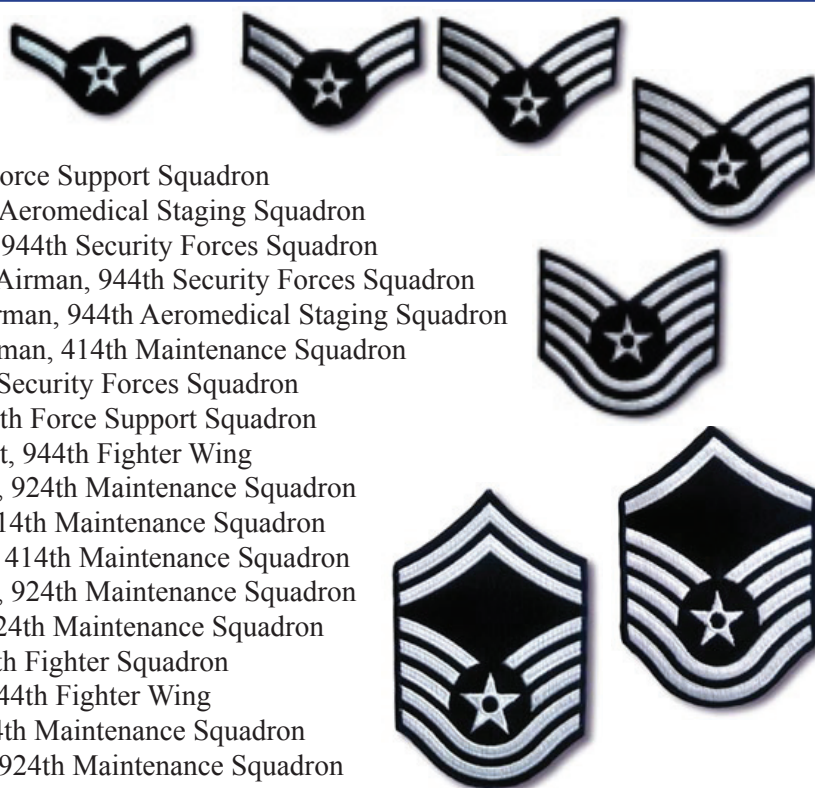 orce Support Squadron
Aeromedical Staging Squadron
944th Security Forces Squadron
Airman, 944th Security Forces Squadron
rman, 944th Aeromedical Staging Squadron
man, 414th Maintenance Squadron
Security Forces Squadron
th Force Support Squadron
t, 944th Fighter Wing
, 924th Maintenance Squadron
14th Maintenance Squadron
414th Maintenance Squadron
, 924th Maintenance Squadron
24th Maintenance Squadron
th Fighter Squadron
44th Fighter Wing
4th Maintenance Squadron
924th Maintenance Squadron